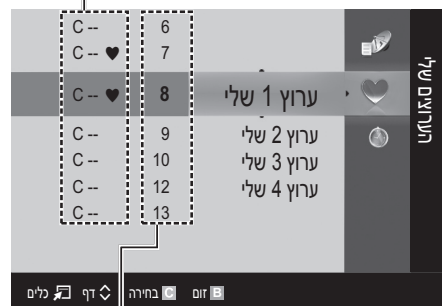 הערוצים שלי
6 C --
7 C -- ♥
ערוץ 1 שלי 8 C -- ♥
ערוץ 2 שלי 9 C --
ערוץ 3 שלי 10 C --
ערוץ 4 שלי 12 C --
13 C --
B זום C בחירה דף כלים